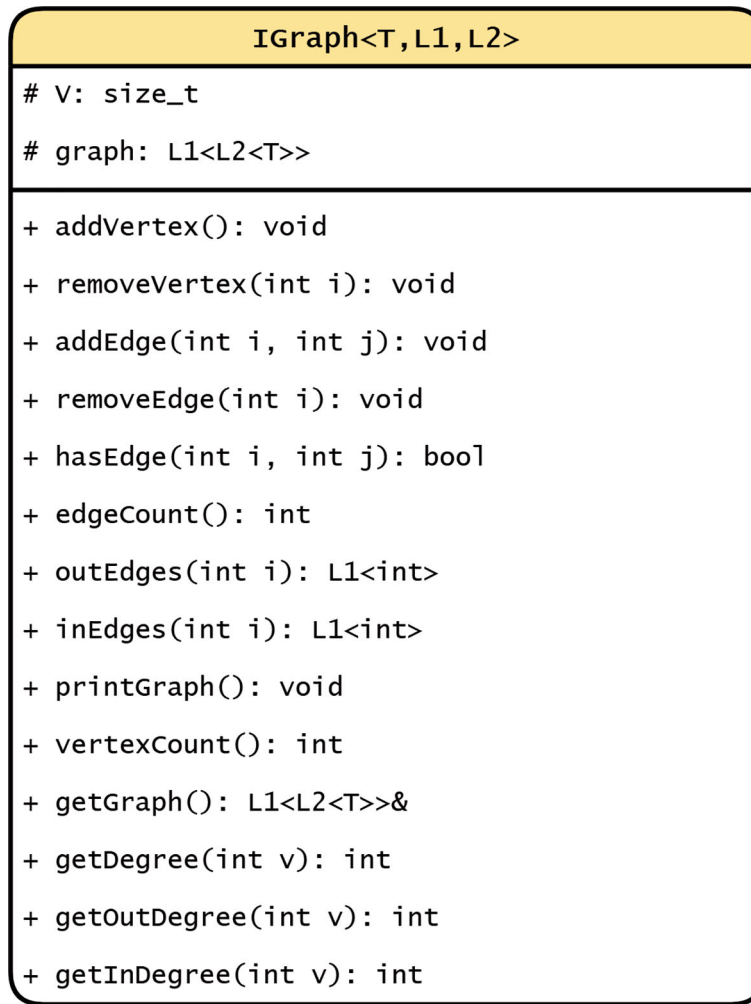 IGraph<T,L1,L2>
# V: size_t
# graph: L1<L2<T>>
+ addVertex(): void
+ removeVertex(int i): void
+ addEdge(int i, int j): void
+ removeEdge(int i): void
+ hasEdge(int i, int j): bool
+ edgeCount(): int
+ outEdges(int i): L1<int>
+ inEdges(int i): L1<int>
+ printGraph(): void
+ vertexCount(): int
+ getGraph(): L1<L2<T>>&
+ getDegree(int v): int
+ getOutDegree(int v): int
+ getInDegree(int v): int